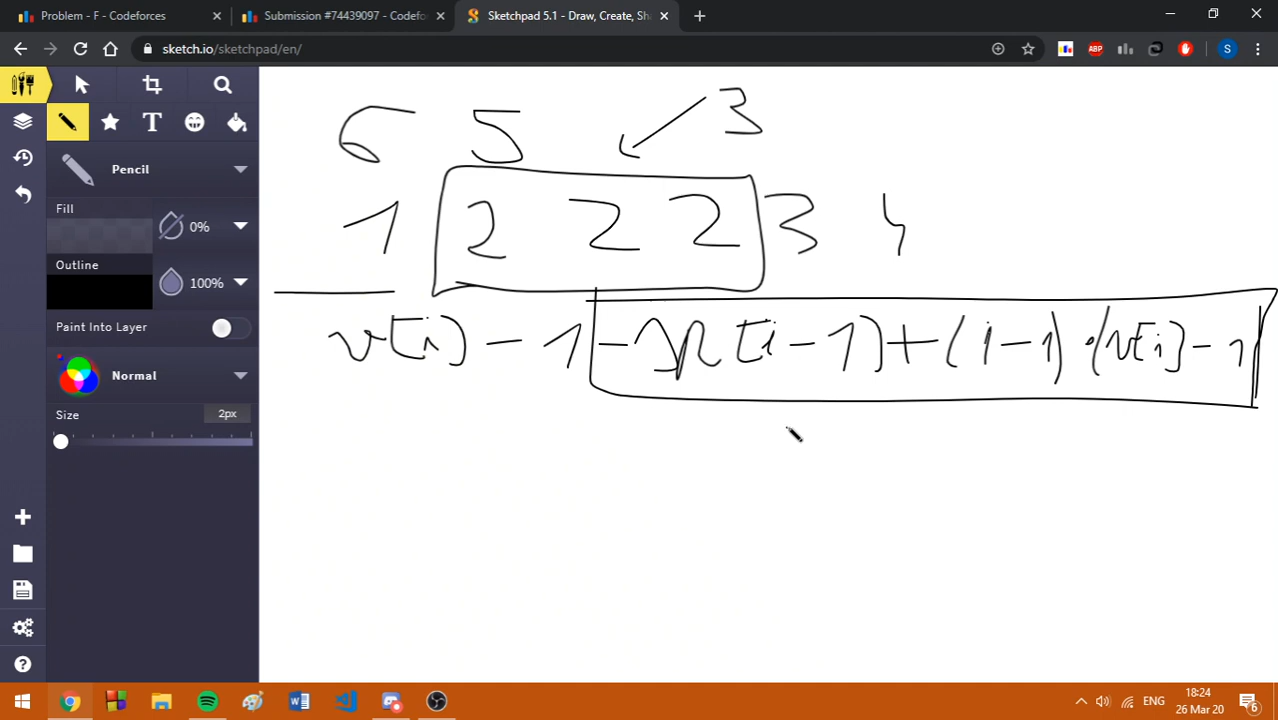 Problem - F - Codeforces
Submission #74439097 - Codefo
Sketchpad 5.1 - Draw, Create, Sh
sketch.io/sketchpad/en/
ABP
S
T
Pencil
Fill
0%
Outline
100%
Paint Into Layer
Normal
Size
2px
6 5 3
1 2 2 2 3 4
v[i] - 1 - [i-1] + (i-1) · (v[i] - 1
ENG
18:24
26 Mar 20
6